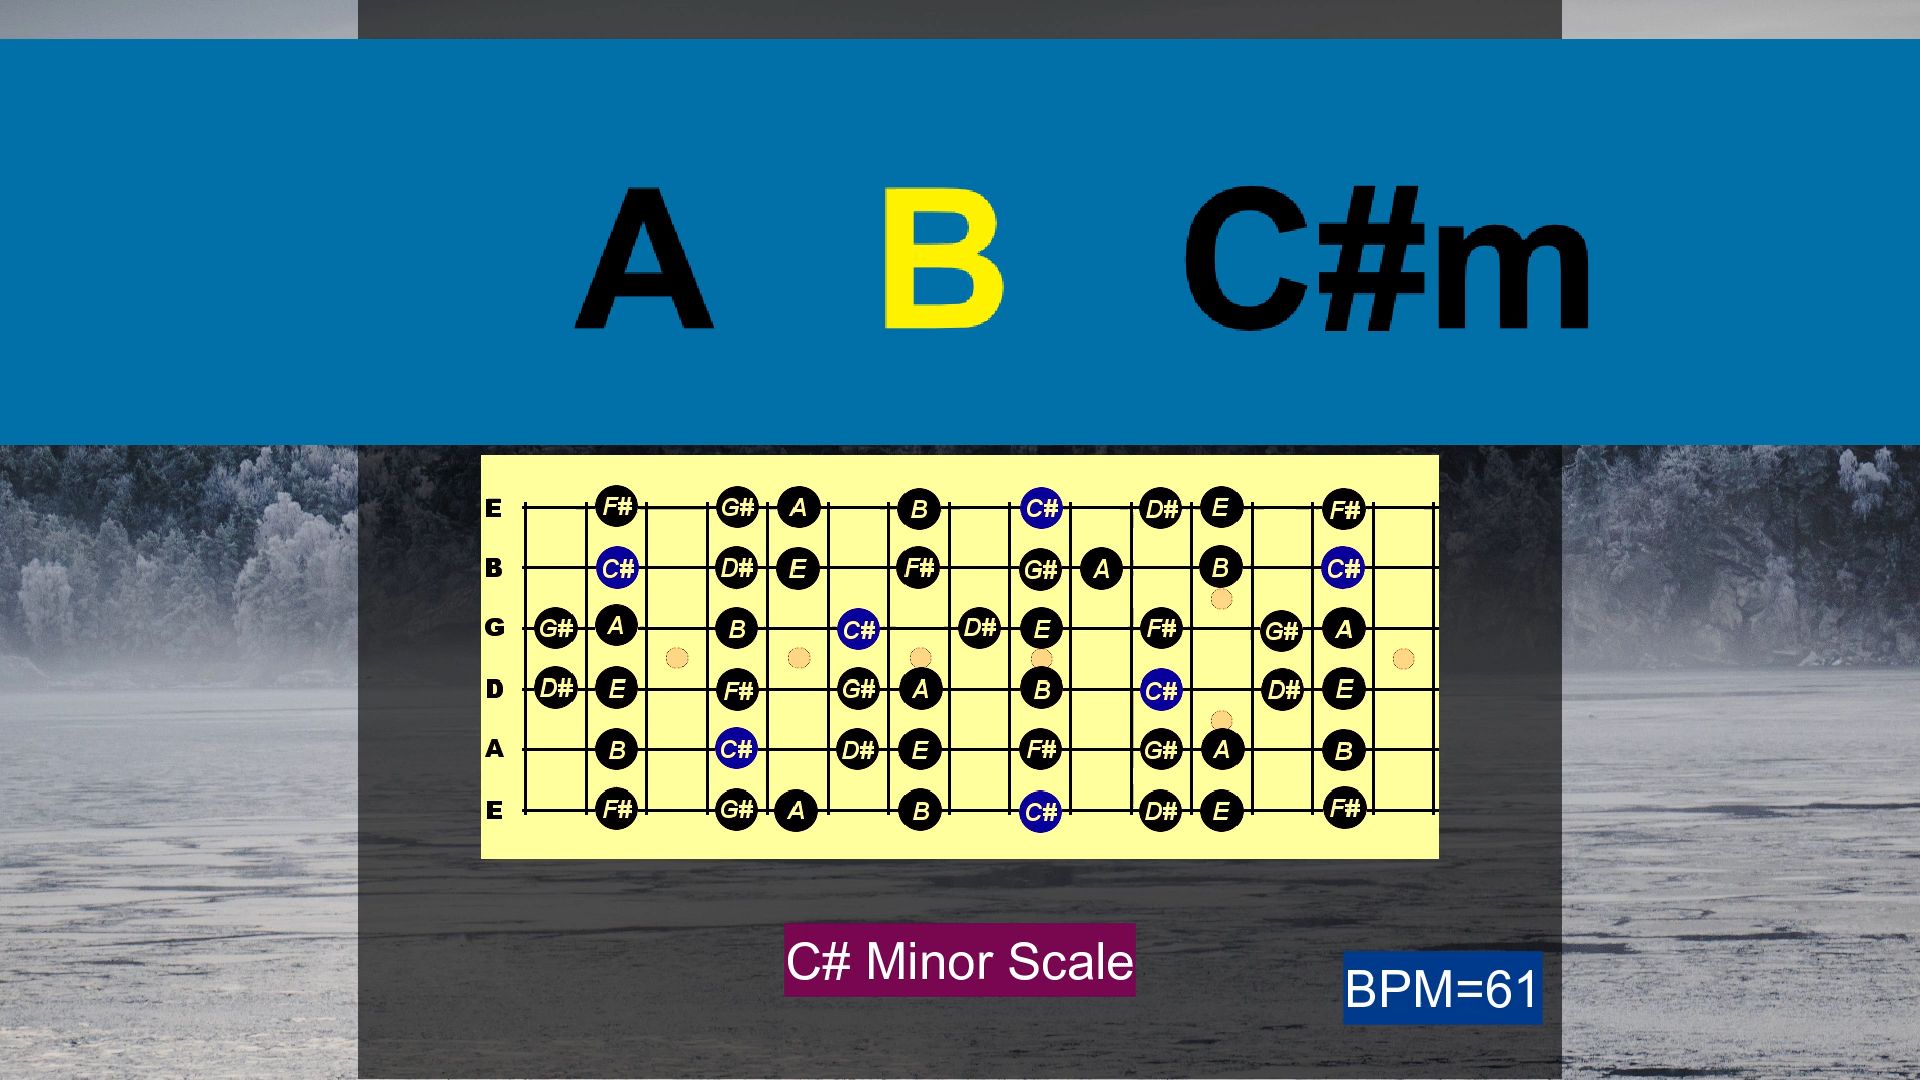 A B C#m
E F# G# A B C# D# E F#
B C# D# E F# G# A B C#
G G# A B C# D# E F# G# A
D D# E F# G# A B C# D# E
A B C# D# E F# G# A B
E F# G# A B C# D# E F#
C# Minor Scale
BPM=61